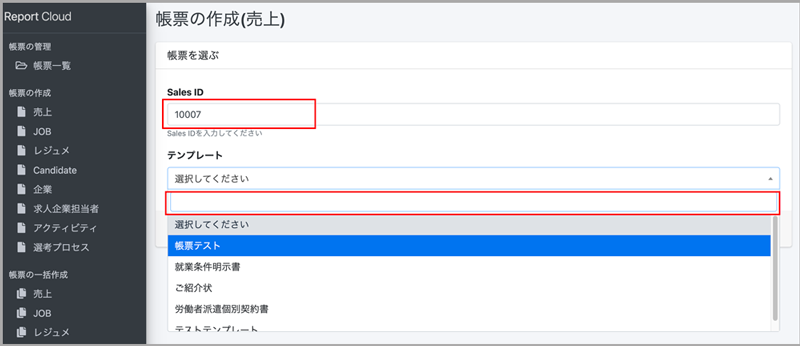 Report Cloud
帳票の管理
帳票一覧
帳票の作成
売上
JOB
レジュメ
Candidate
企業
求人企業担当者
アクティビティ
選考プロセス
帳票の一括作成
売上
JOB
レジュメ
帳票の作成(売上)
帳票を選ぶ
Sales ID
10007
Sales IDを入力してください
テンプレート
選択してください
選択してください
帳票テスト
就業条件明示書
ご紹介状
労働者派遣個別契約書
テストテンプレート